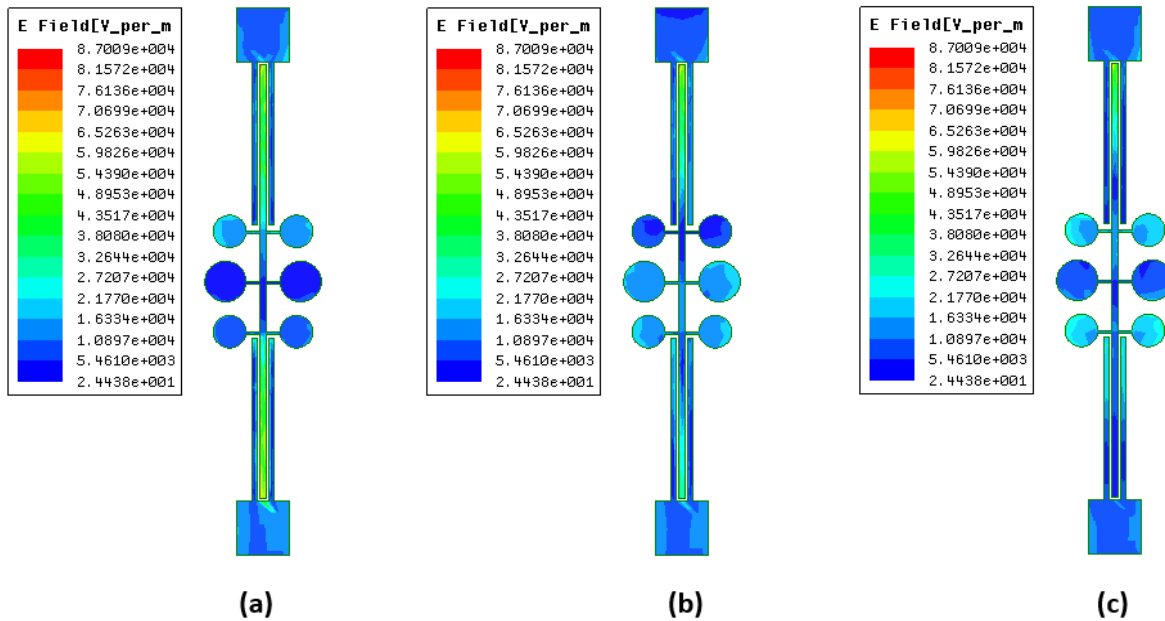 E Field[V_per_m
8.7009e+004
8.1572e+004
7.6136e+004
7.0699e+004
6.5263e+004
5.9826e+004
5.4390e+004
4.8953e+004
4.3517e+004
3.8080e+004
3.2644e+004
2.7207e+004
2.1770e+004
1.6334e+004
1.0897e+004
5.4610e+003
2.4438e+001
(a)
E Field[V_per_m
8.7009e+004
8.1572e+004
7.6136e+004
7.0699e+004
6.5263e+004
5.9826e+004
5.4390e+004
4.8953e+004
4.3517e+004
3.8080e+004
3.2644e+004
2.7207e+004
2.1770e+004
1.6334e+004
1.0897e+004
5.4610e+003
2.4438e+001
(b)
E Field[V_per_m
8.7009e+004
8.1572e+004
7.6136e+004
7.0699e+004
6.5263e+004
5.9826e+004
5.4390e+004
4.8953e+004
4.3517e+004
3.8080e+004
3.2644e+004
2.7207e+004
2.1770e+004
1.6334e+004
1.0897e+004
5.4610e+003
2.4438e+001
(c)